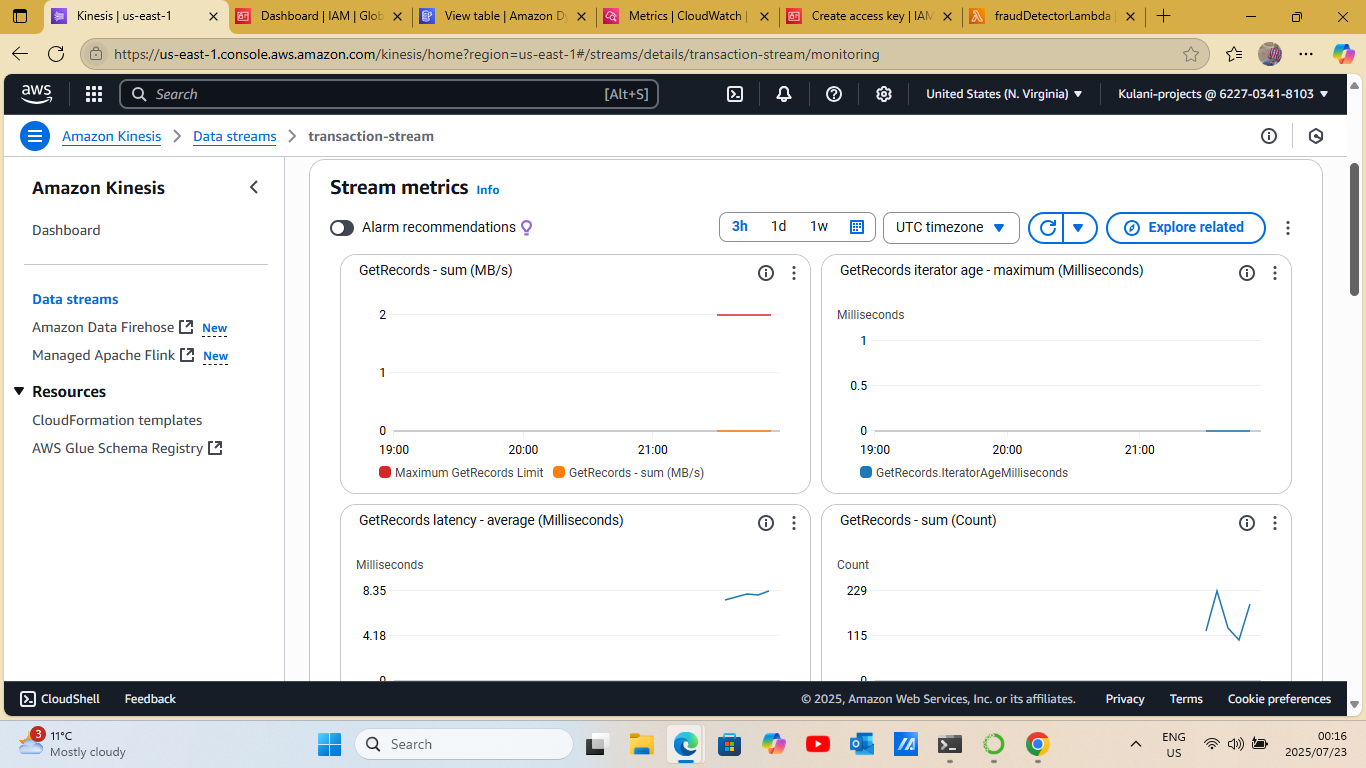 Kinesis | us-east-1
Dashboard | IAM | Glob
View table | Amazon Dy
Metrics | CloudWatch |
Create access key | IAM
fraudDetectorLambda |
https://us-east-1.console.aws.amazon.com/kinesis/home?region=us-east-1#/streams/details/transaction-stream/monitoring
aws
Search
[Alt+S]
United States (N. Virginia)
Kulani-projects @ 6227-0341-8103
Amazon Kinesis
Data streams
transaction-stream
Amazon Kinesis
Dashboard
Data streams
Amazon Data Firehose New
Managed Apache Flink New
Resources
CloudFormation templates
AWS Glue Schema Registry
Stream metrics Info
Alarm recommendations
3h 1d 1w
UTC timezone
Explore related
GetRecords - sum (MB/s)
2
1
0
19:00 20:00 21:00
Maximum GetRecords Limit GetRecords - sum (MB/s)
GetRecords iterator age - maximum (Milliseconds)
Milliseconds
1
0.5
0
19:00 20:00 21:00
GetRecords.IteratorAgeMilliseconds
GetRecords latency - average (Milliseconds)
Milliseconds
8.35
4.18
0
GetRecords - sum (Count)
Count
229
115
0
CloudShell Feedback
© 2025, Amazon Web Services, Inc. or its affiliates. Privacy Terms Cookie preferences
3
11°C
Mostly cloudy
Search
ENG
US
00:16
2025/07/23